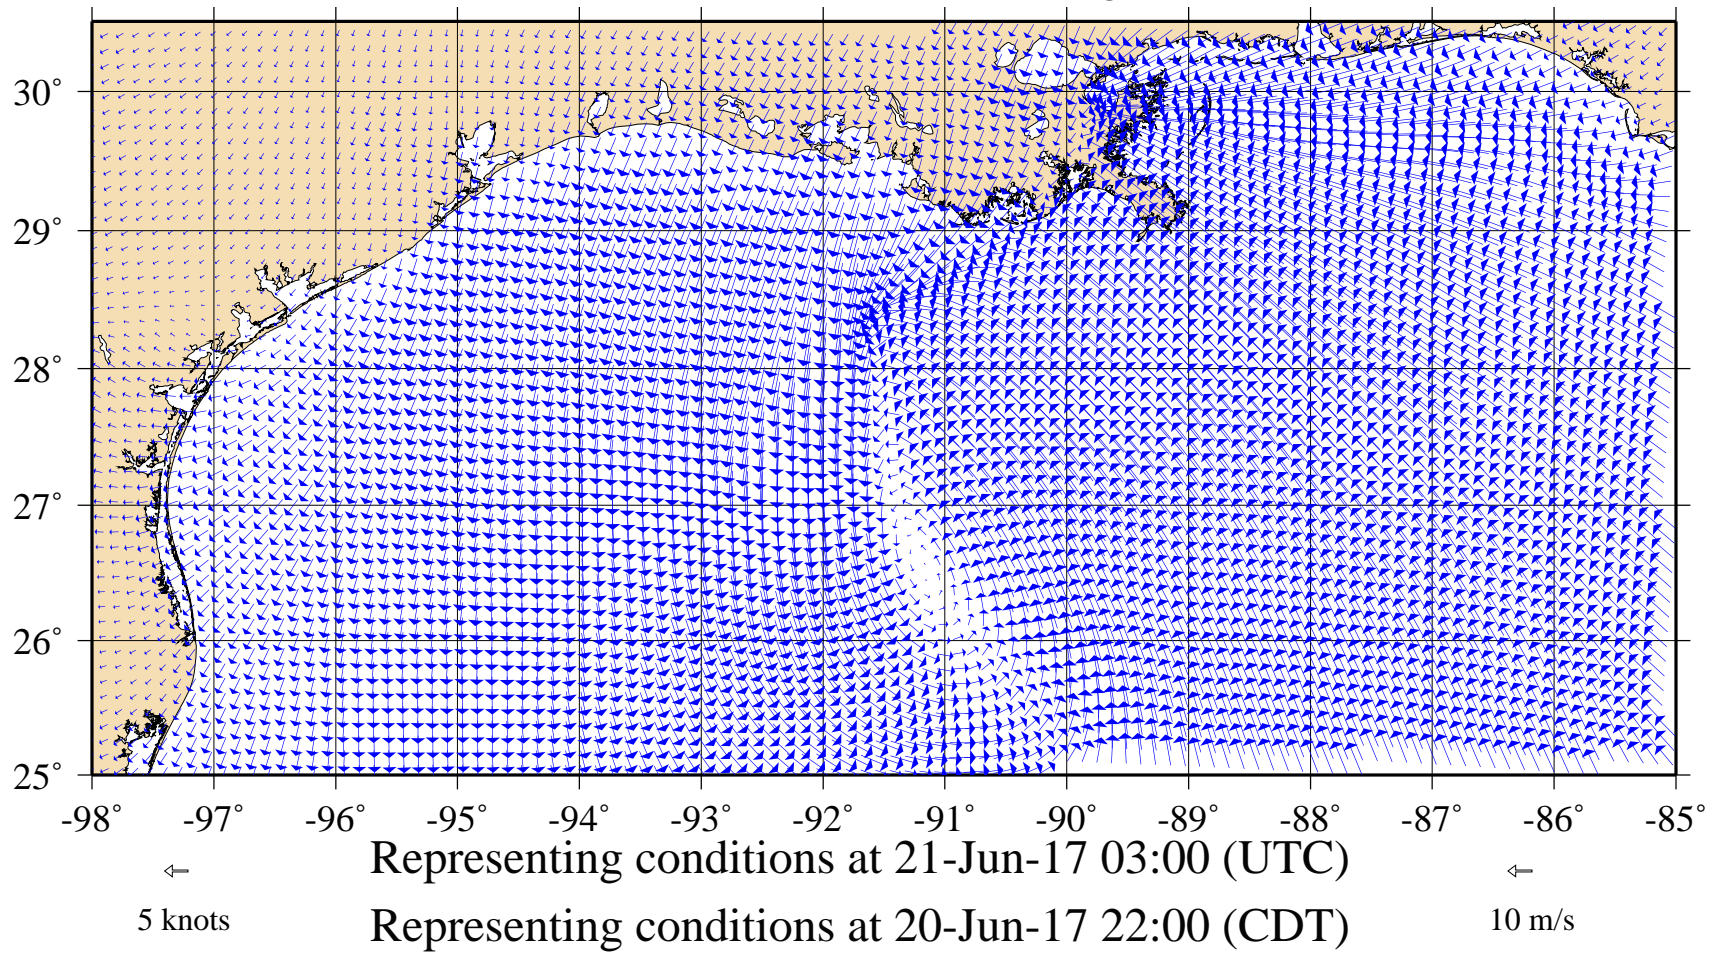 30°
29°
28°
27°
26°
25°
-98° -97° -96° -95° -94° -93° -92° -91° -90° -89° -88° -87° -86° -85°
Representing conditions at 21-Jun-17 03:00 (UTC)
5 knots
10 m/s
Representing conditions at 20-Jun-17 22:00 (CDT)